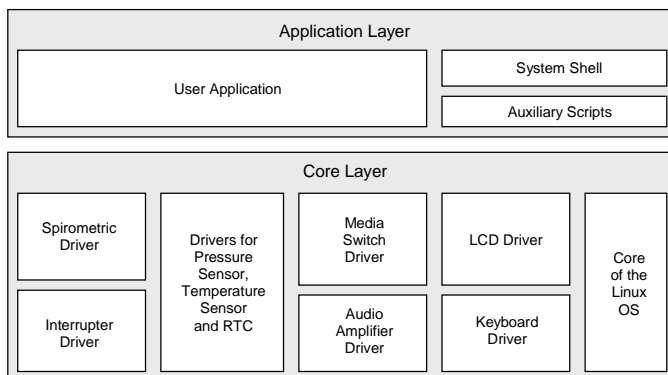 Application Layer
User Application
System Shell
Auxiliary Scripts
Core Layer
Spirometric
Driver
Interrupter
Driver
Drivers for
Pressure
Sensor,
Temperature
Sensor
and RTC
Media
Switch
Driver
Audio
Amplifier
Driver
LCD Driver
Keyboard
Driver
Core
of the
Linux
OS